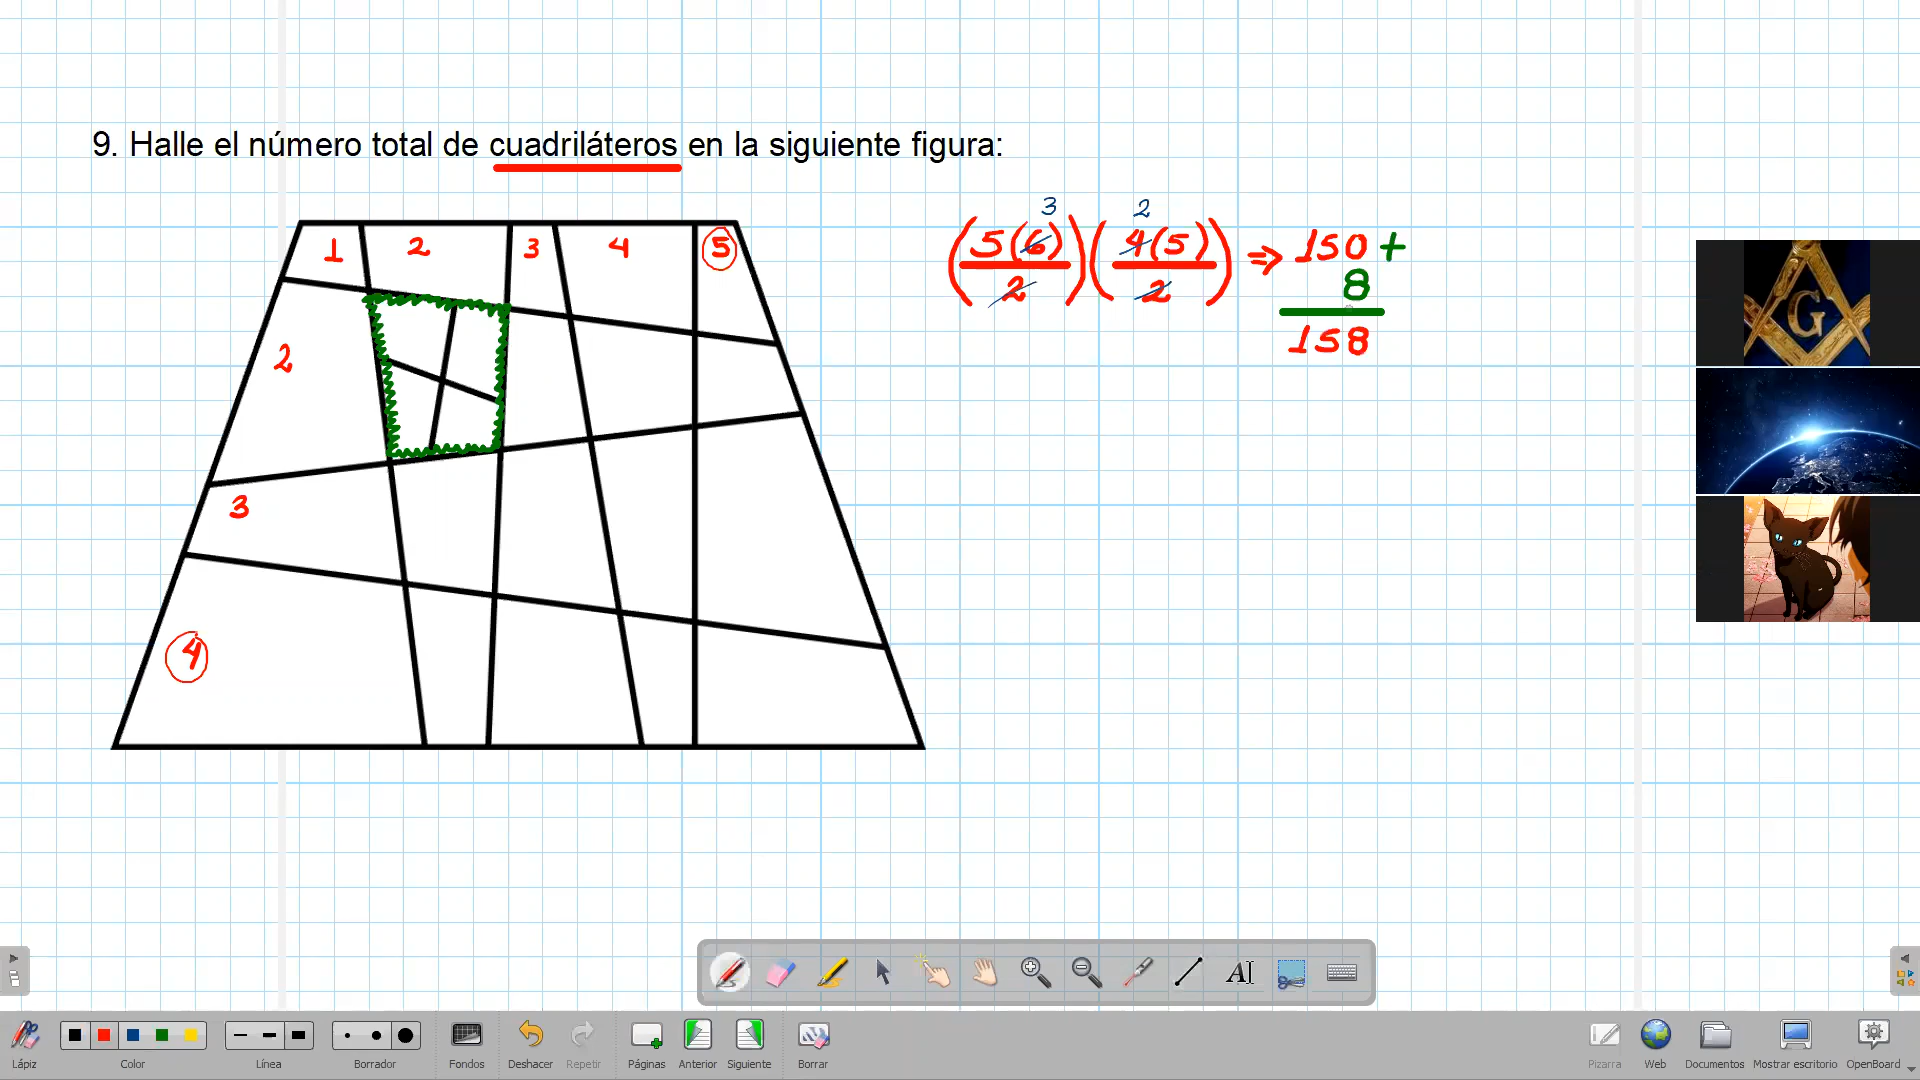 9. Halle el número total de cuadriláteros en la siguiente figura:
3 2
(5(6)/2)(4(5)/2) ⇒ 150 +
8
158
1 2 3 4 5
2
3
4
G
AI
Lápiz Color Línea Borrador Fondos Deshacer Repetir Páginas Anterior Siguiente Borrar Pizarra Web Documentos Mostrar escritorio OpenBoard